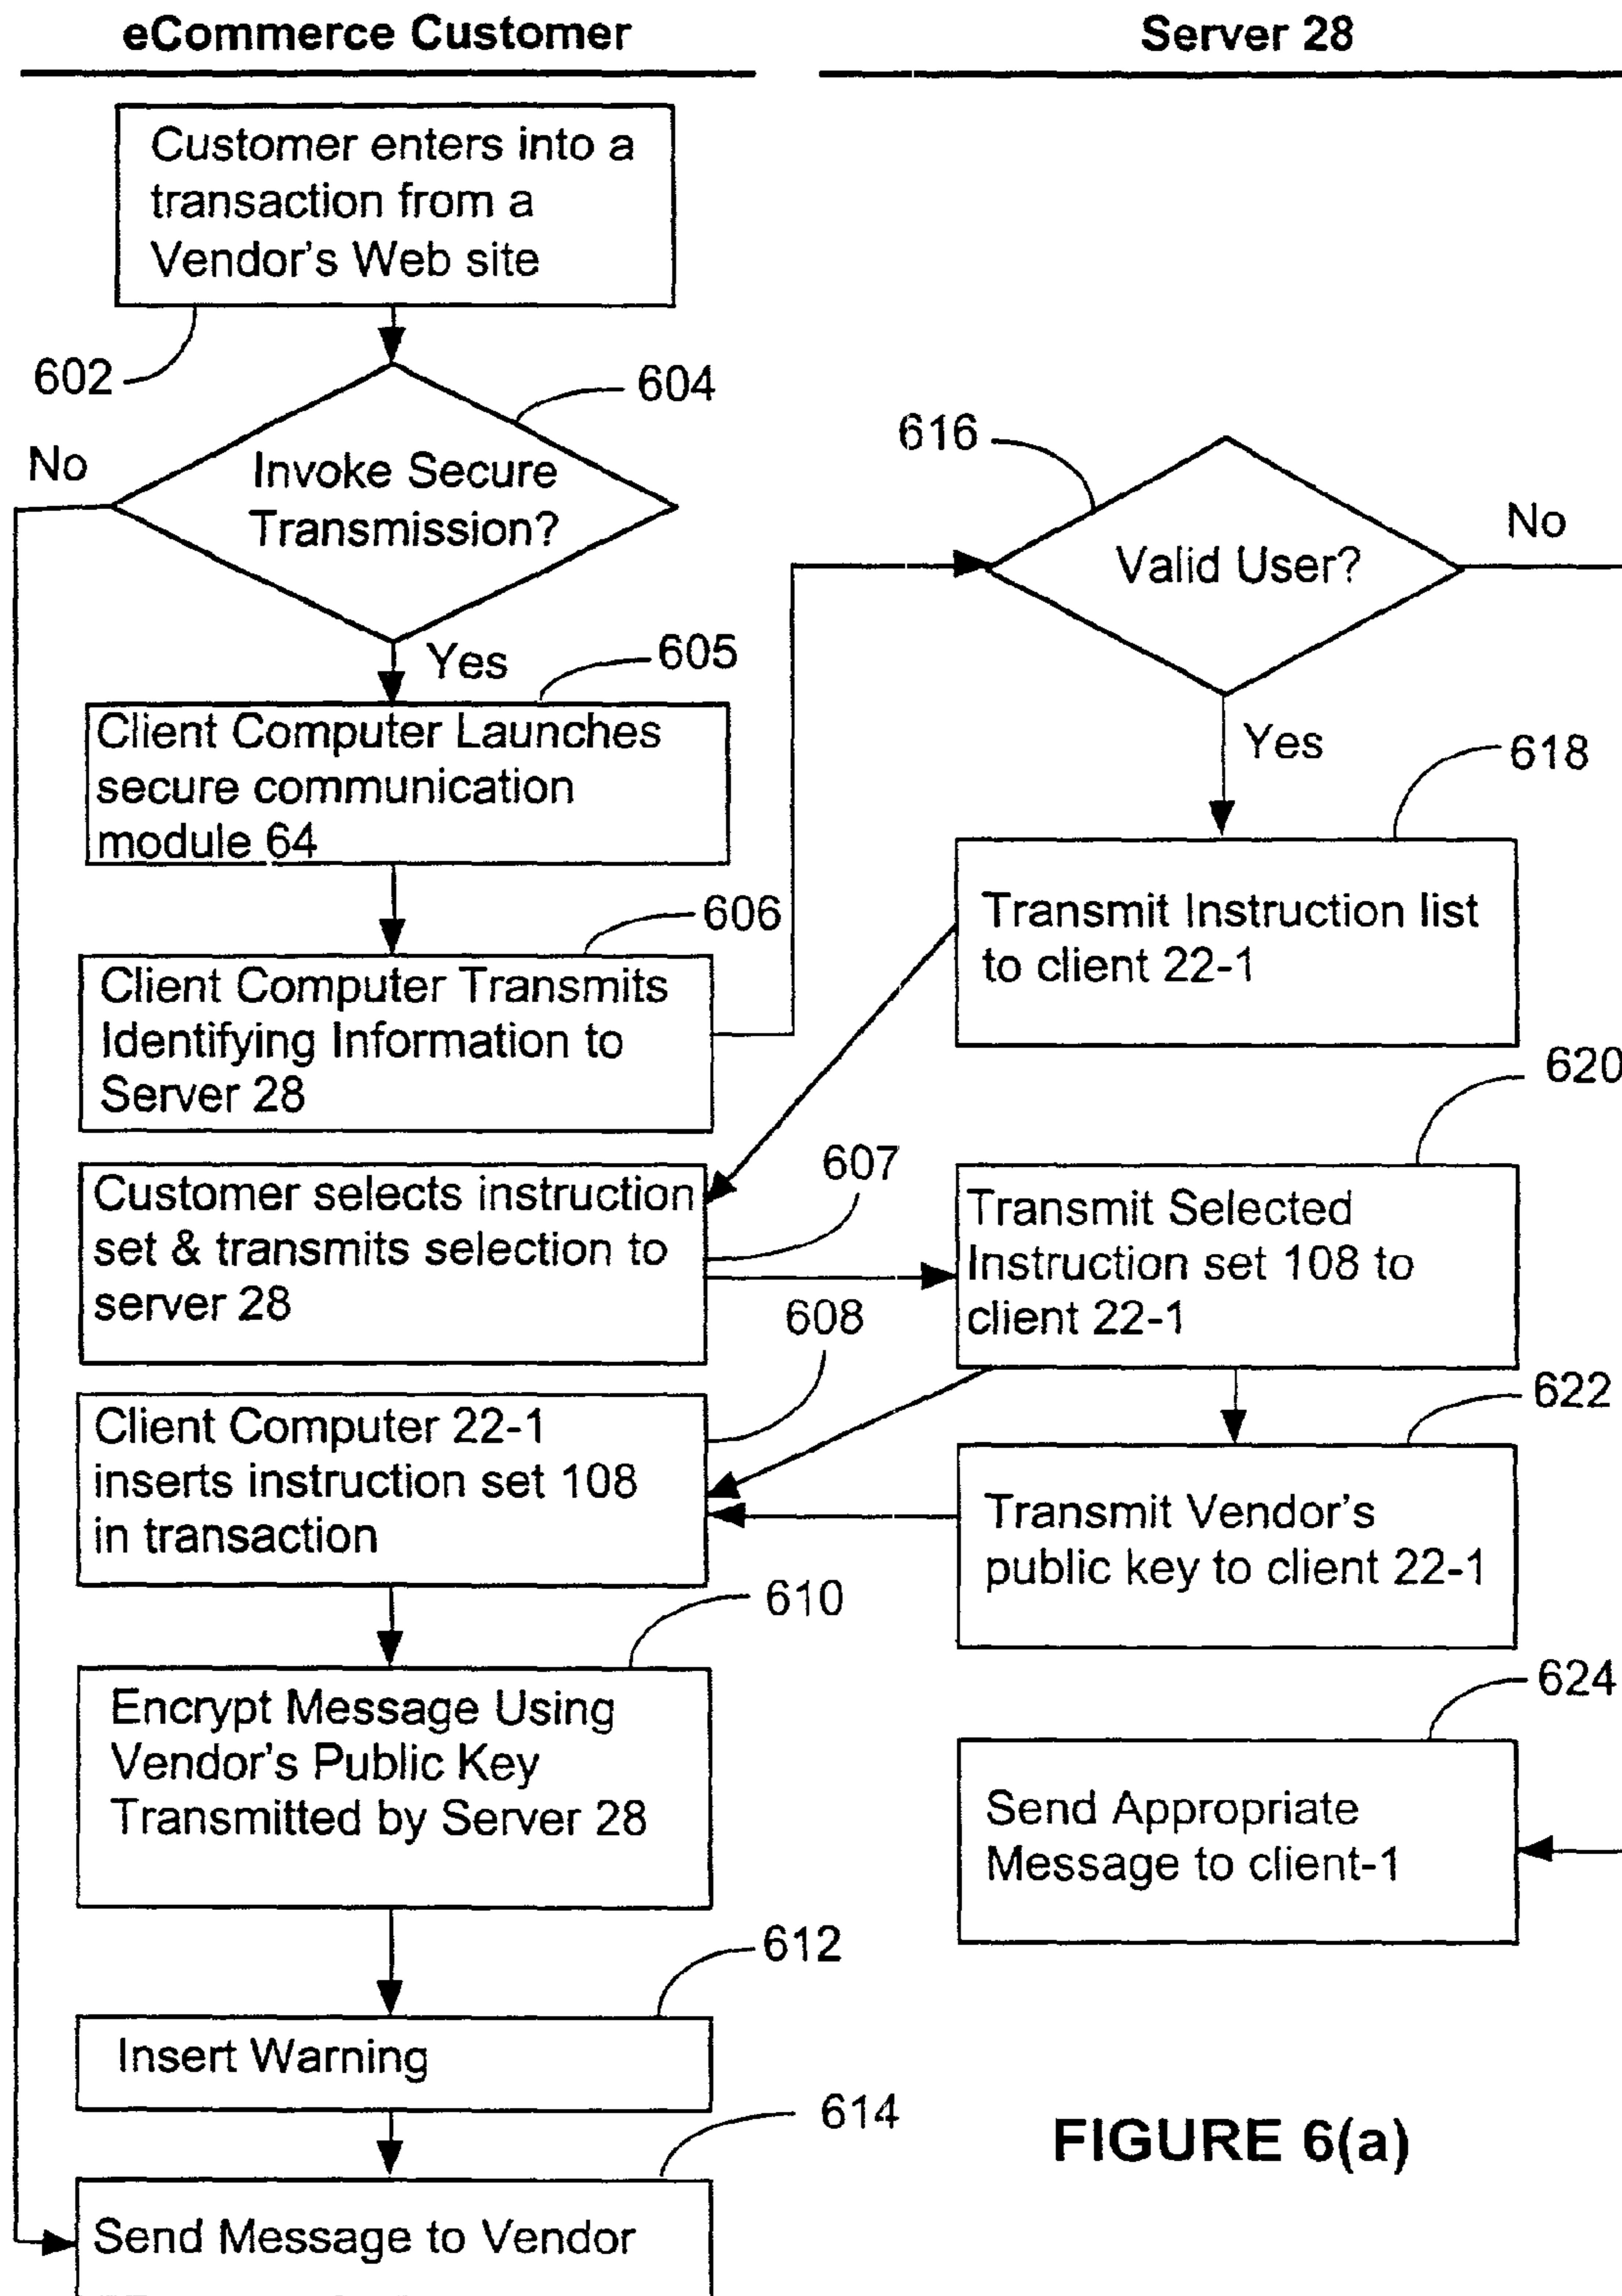 eCommerce Customer
Server 28
Customer enters into a
transaction from a
Vendor's Web site
602
604
No
Invoke Secure
Transmission?
Yes
605
Client Computer Launches
secure communication
module 64
606
Client Computer Transmits
Identifying Information to
Server 28
607
Customer selects instruction
set & transmits selection to
server 28
608
Client Computer 22-1
inserts instruction set 108
in transaction
610
Encrypt Message Using
Vendor's Public Key
Transmitted by Server 28
612
Insert Warning
614
Send Message to Vendor
616
Valid User?
No
Yes
618
Transmit Instruction list
to client 22-1
620
Transmit Selected
Instruction set 108 to
client 22-1
622
Transmit Vendor's
public key to client 22-1
624
Send Appropriate
Message to client-1
FIGURE 6(a)